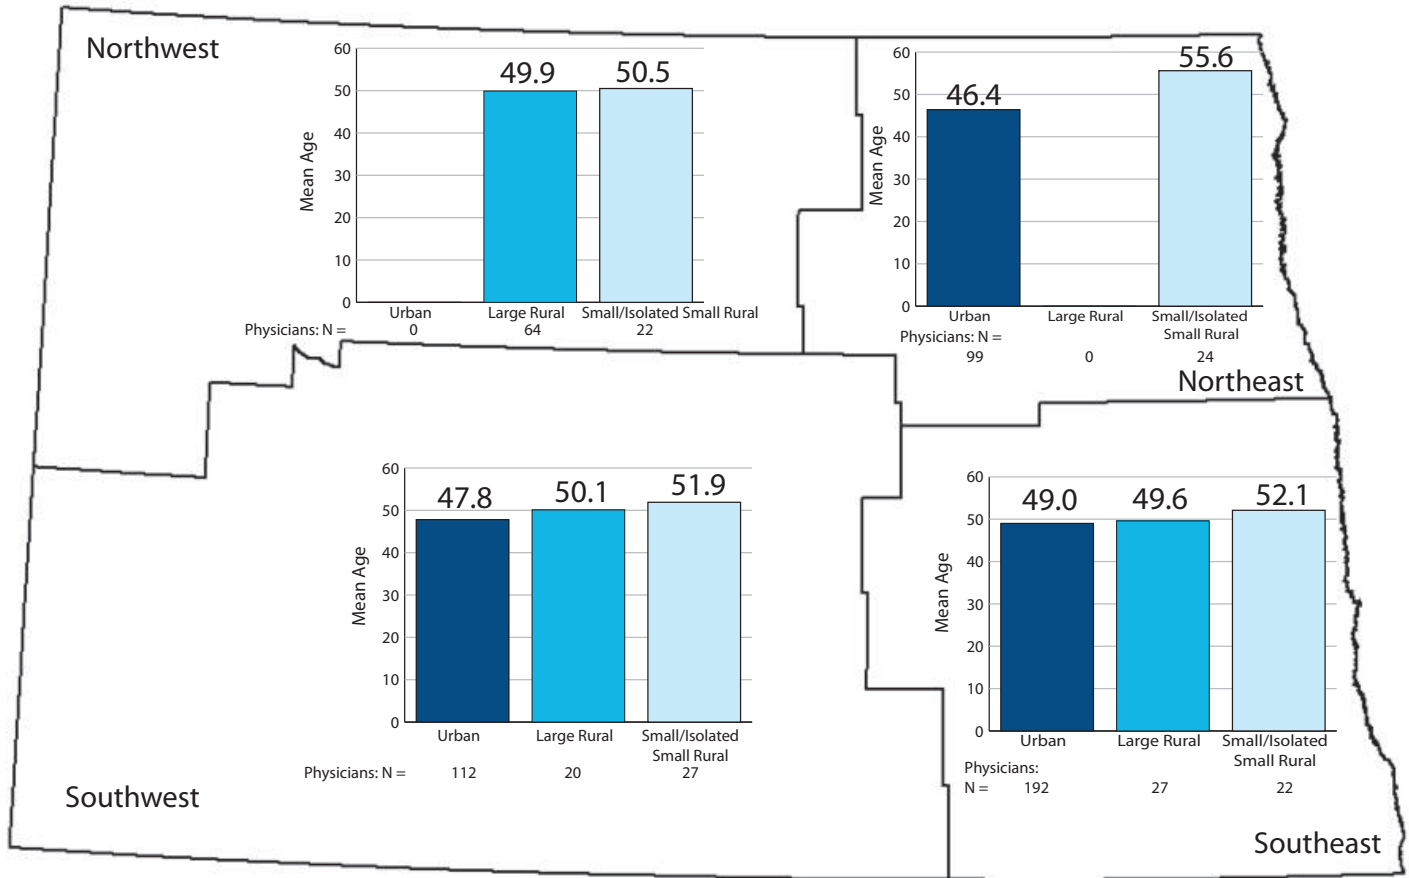 Northwest
60
50
40
30
20
10
0
Mean Age
49.9
50.5
Urban
Large Rural
Small/Isolated Small Rural
Physicians: N =
0
64
22
60
50
40
30
20
10
0
Mean Age
46.4
55.6
Urban
Large Rural
Small/Isolated
Small Rural
Physicians: N =
99
0
24
Northeast
60
50
40
30
20
10
0
Mean Age
47.8
50.1
51.9
Urban
Large Rural
Small/Isolated
Small Rural
Physicians: N =
112
20
27
Southwest
60
50
40
30
20
10
0
Mean Age
49.0
49.6
52.1
Urban
Large Rural
Small/Isolated
Small Rural
Physicians:
N =
192
27
22
Southeast